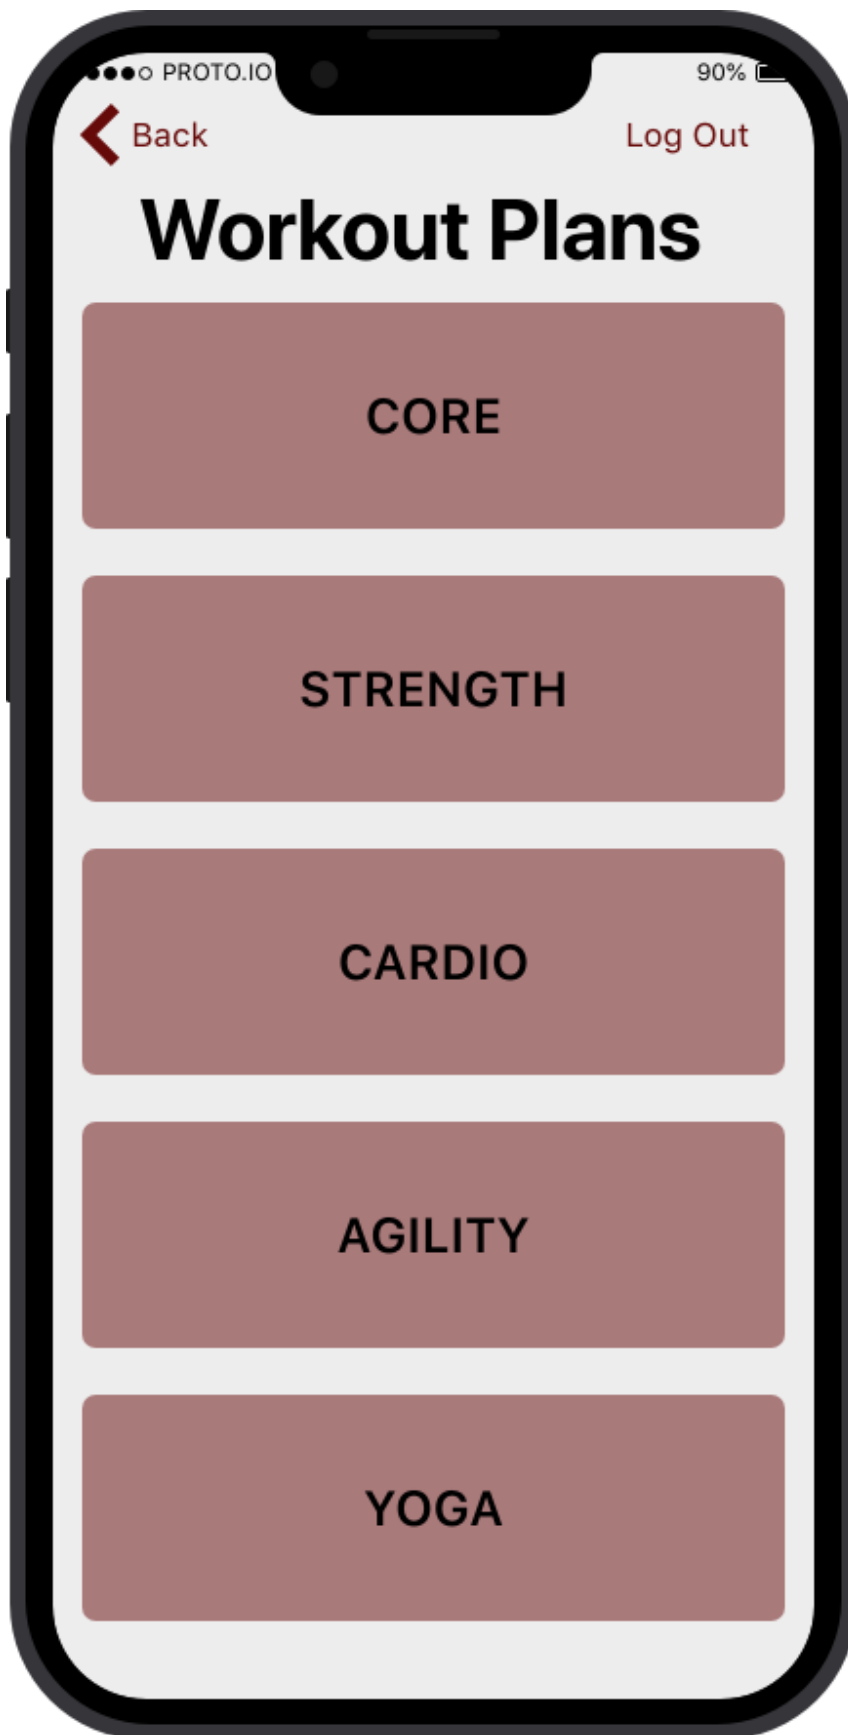 PROTO.IO 90%
Back Log Out
Workout Plans
CORE
STRENGTH
CARDIO
AGILITY
YOGA